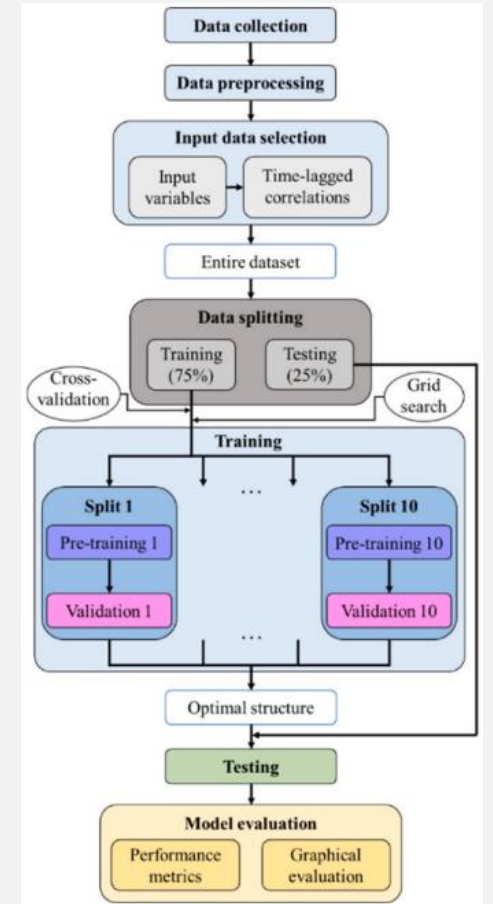 Data collection
Data preprocessing
Input data selection
Input
variables
Time-lagged
correlations
Entire dataset
Data splitting
Training
(75%)
Testing
(25%)
Cross-
validation
Grid
search
Training
...
Split 1
Pre-training 1
Validation 1
Split 10
Pre-training 10
Validation 10
...
Optimal structure
Testing
Model evaluation
Performance
metrics
Graphical
evaluation